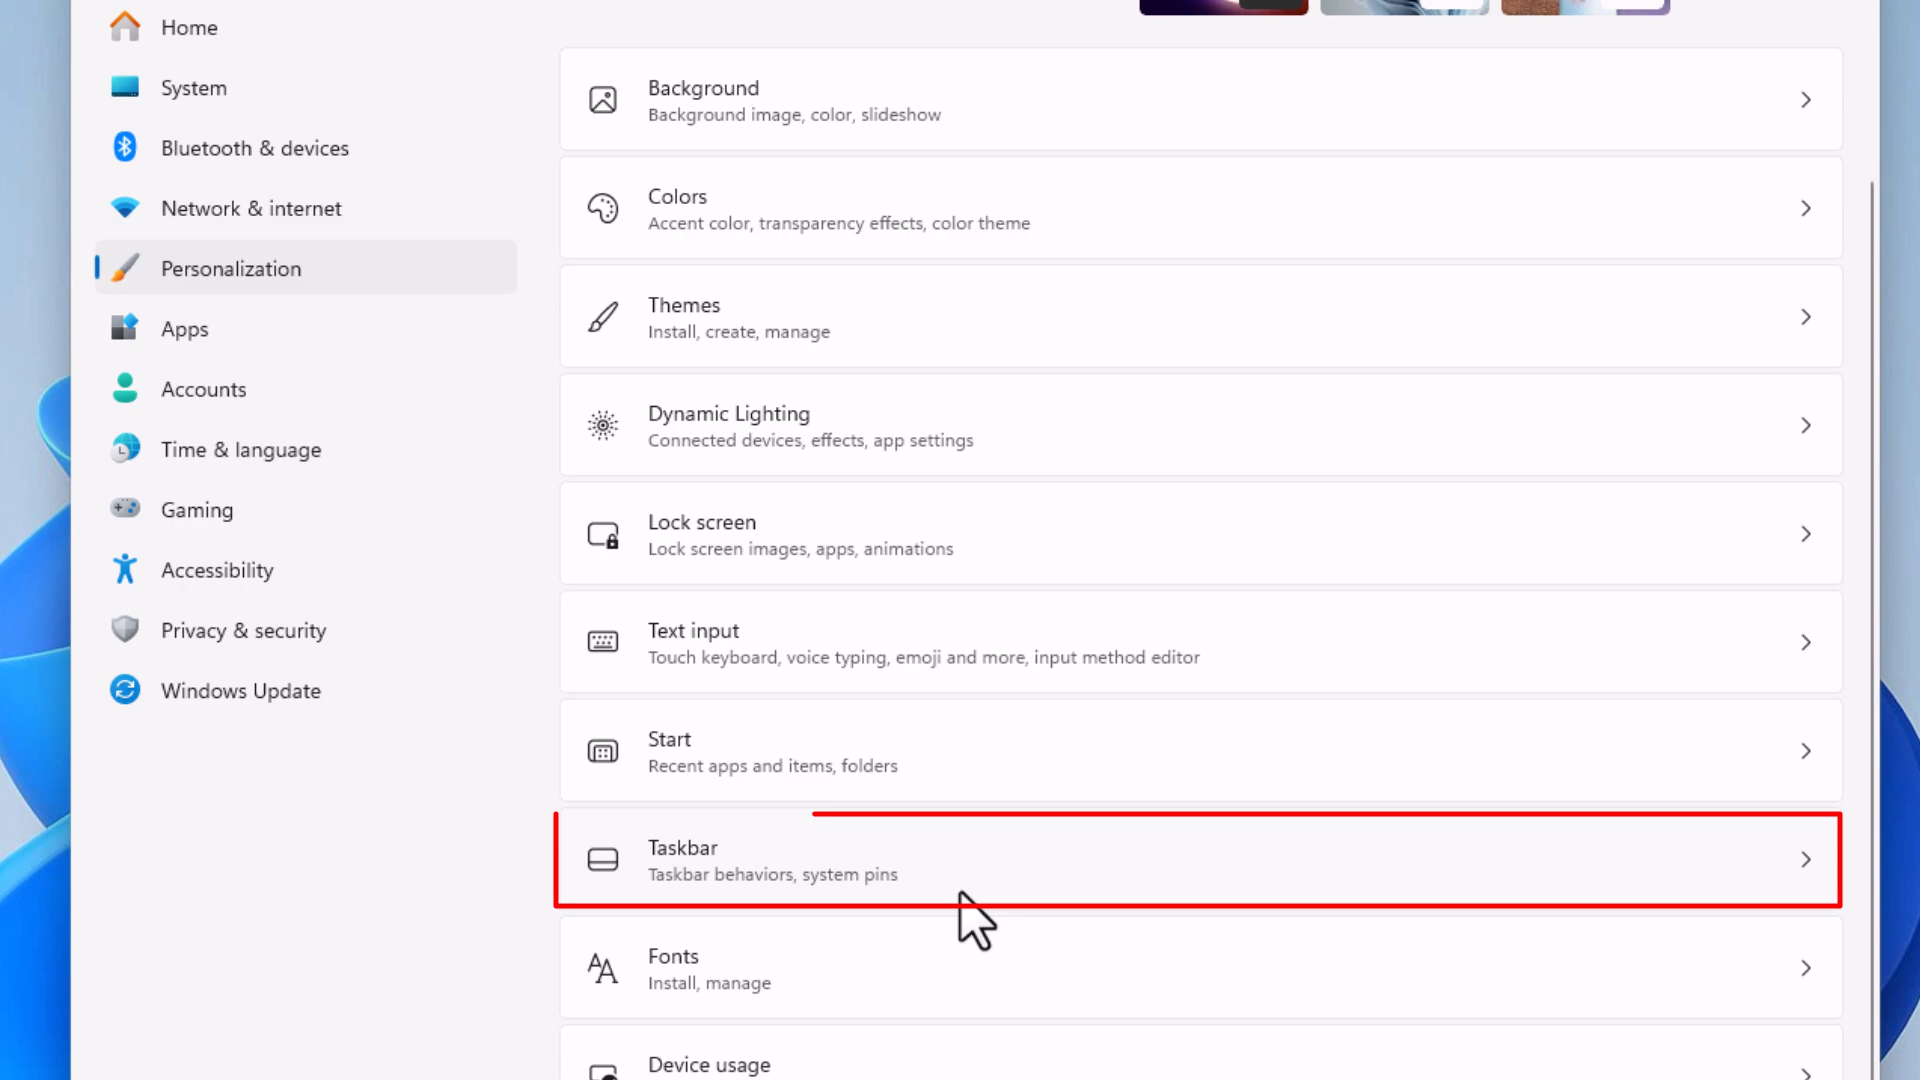 Home
System
Bluetooth & devices
Network & internet
Personalization
Apps
Accounts
Time & language
Gaming
Accessibility
Privacy & security
Windows Update
Background
Background image, color, slideshow
Colors
Accent color, transparency effects, color theme
Themes
Install, create, manage
Dynamic Lighting
Connected devices, effects, app settings
Lock screen
Lock screen images, apps, animations
Text input
Touch keyboard, voice typing, emoji and more, input method editor
Start
Recent apps and items, folders
Taskbar
Taskbar behaviors, system pins
Fonts
Install, manage
Device usage